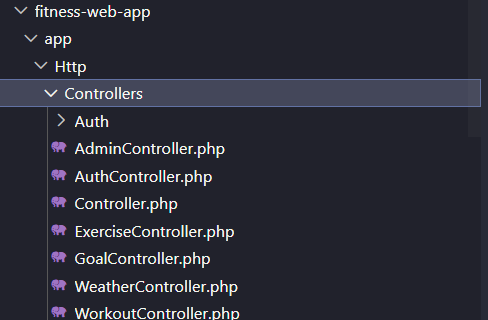 fitness-web-app
app
Http
Controllers
Auth
AdminController.php
AuthController.php
Controller.php
ExerciseController.php
GoalController.php
WeatherController.php
WorkoutController.php